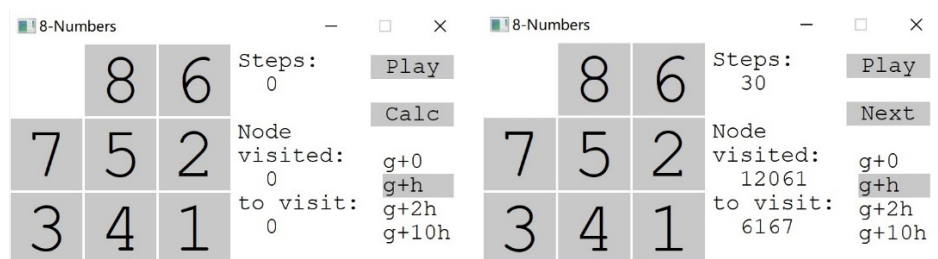 8-Numbers
8 6
7 5 2
3 4 1
Steps:
0
Node
visited:
0
to visit:
0
Play
Calc
g+0
g+h
g+2h
g+10h
8-Numbers
8 6
7 5 2
3 4 1
Steps:
30
Node
visited:
12061
to visit:
6167
Play
Next
g+0
g+h
g+2h
g+10h